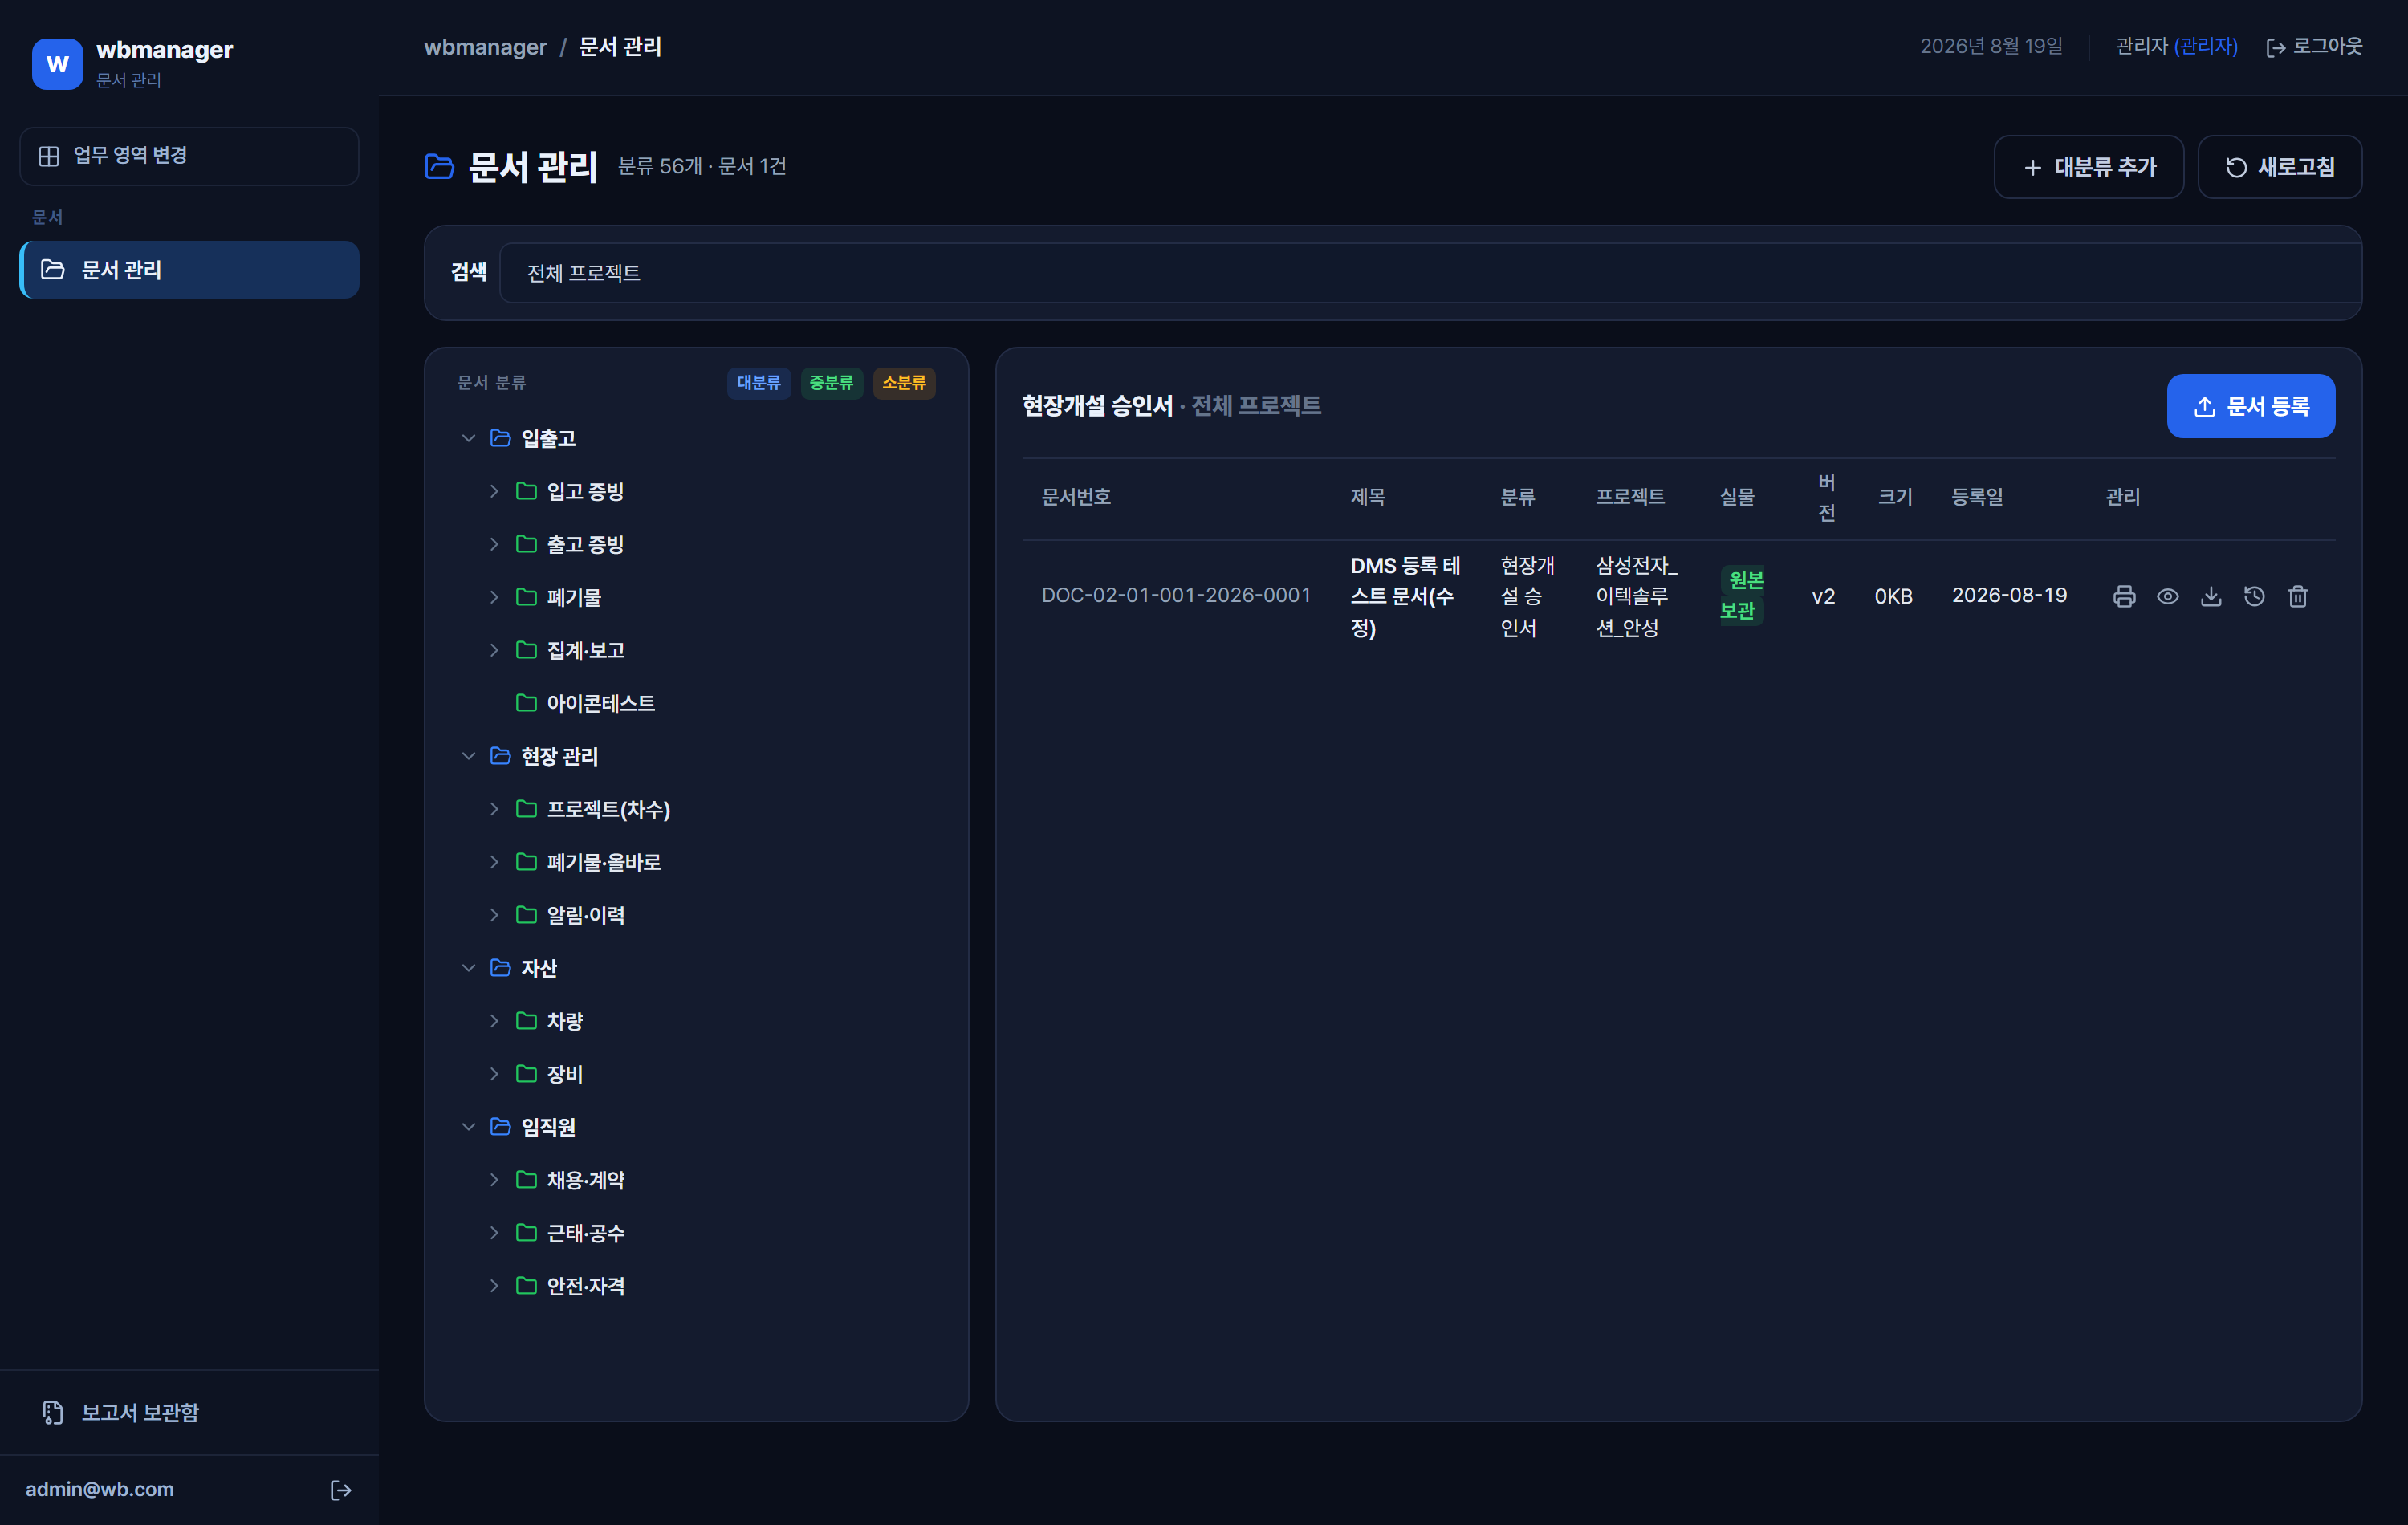 W
wbmanager
문서 관리
업무 영역 변경
문서
문서 관리
보고서 보관함
admin@wb.com
wbmanager / 문서 관리
2026년 8월 19일
관리자 (관리자)
로그아웃
문서 관리
분류 56개 · 문서 1건
대분류 추가
새로고침
검색
전체 프로젝트
문서 분류
대분류
중분류
소분류
입출고
입고 증빙
출고 증빙
폐기물
집계·보고
아이콘테스트
현장 관리
프로젝트(차수)
폐기물·올바로
알림·이력
자산
차량
장비
임직원
채용·계약
근태·공수
안전·자격
현장개설 승인서 · 전체 프로젝트
문서 등록
문서번호
제목
분류
프로젝트
실물
버
전
크기
등록일
관리
DOC-02-01-001-2026-0001
DMS 등록 테
스트 문서(수
정)
현장개
설 승
인서
삼성전자_
이텍솔루
션_안성
원본
보관
v2
0KB
2026-08-19